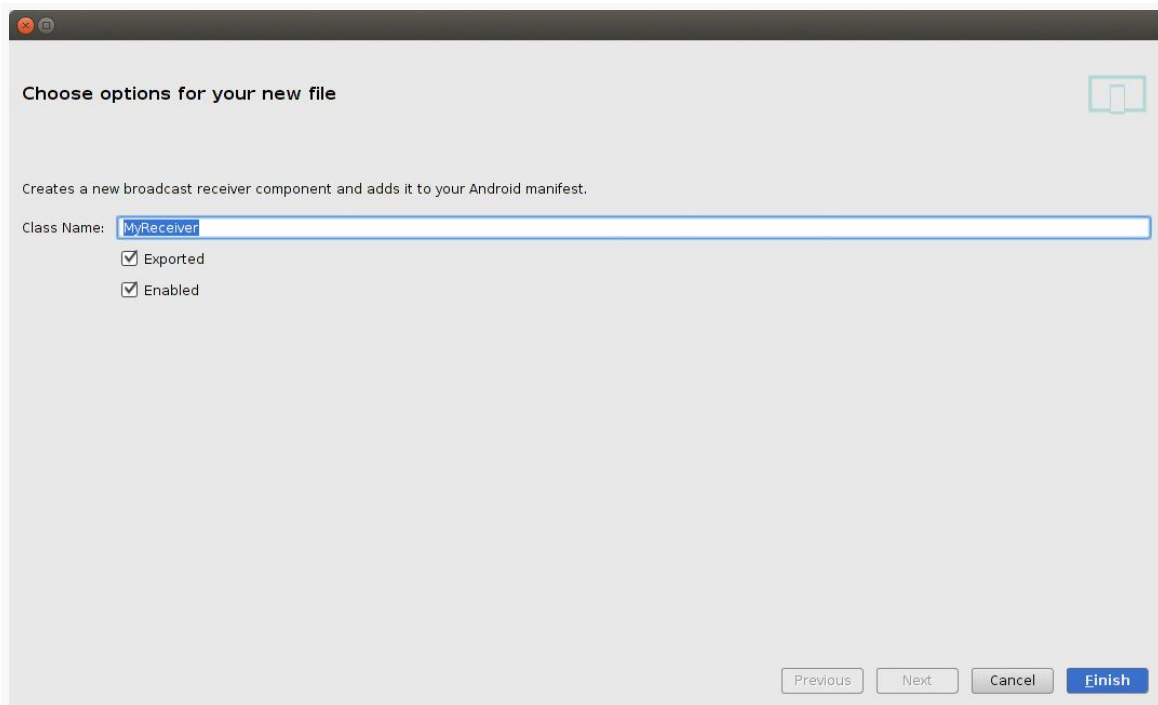 Choose options for your new file
Creates a new broadcast receiver component and adds it to your Android manifest.
Class Name: MyReceiver
Exported
Enabled
Previous Next Cancel Finish